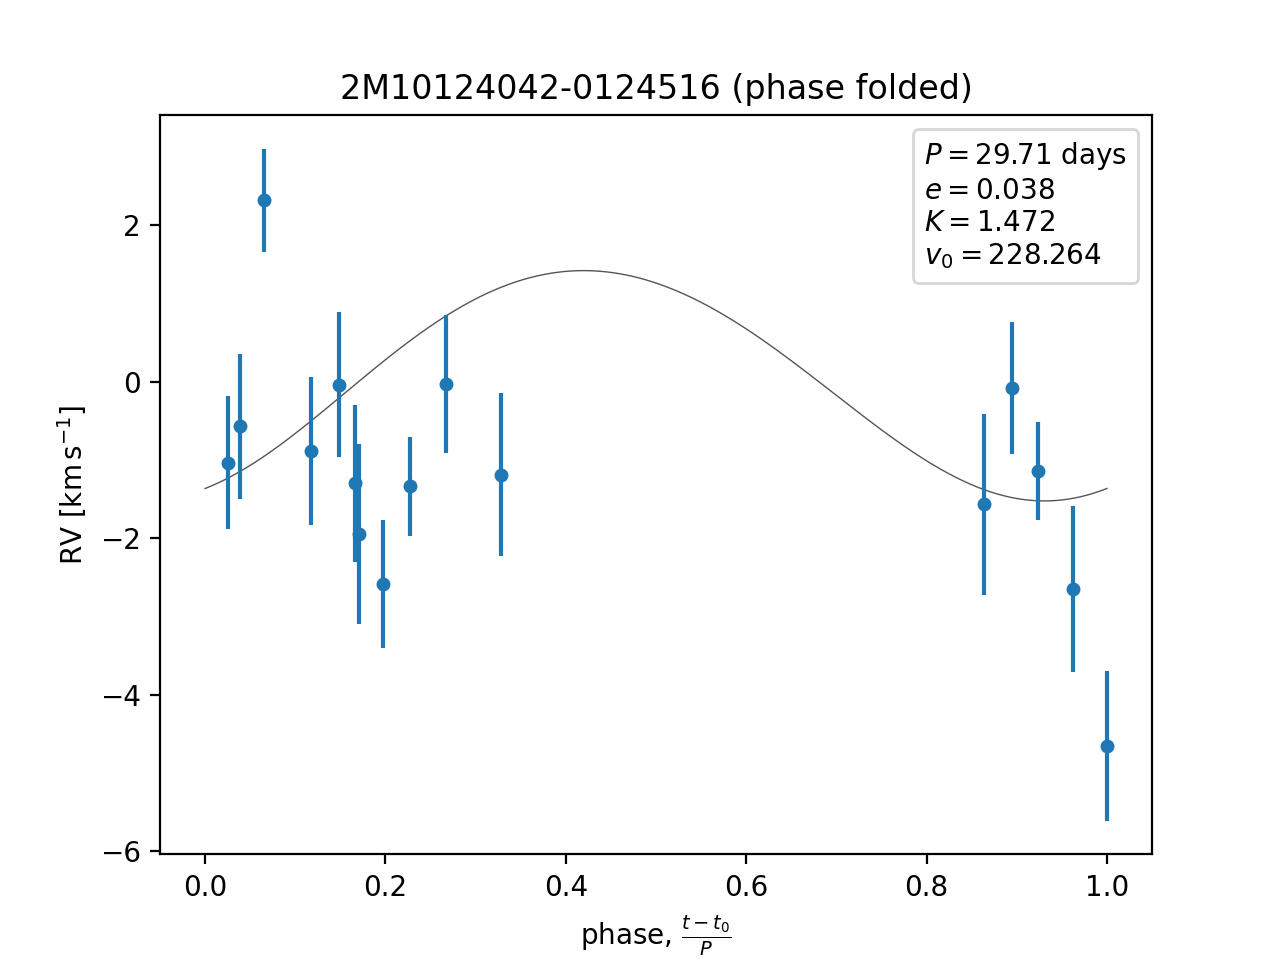 2M10124042-0124516 (phase folded)
P = 29.71 days
e = 0.038
K = 1.472
v₀ = 228.264
RV [km s⁻¹]
2
0
−2
−4
−6
0.0 0.2 0.4 0.6 0.8 1.0
phase, (t − t₀)/P